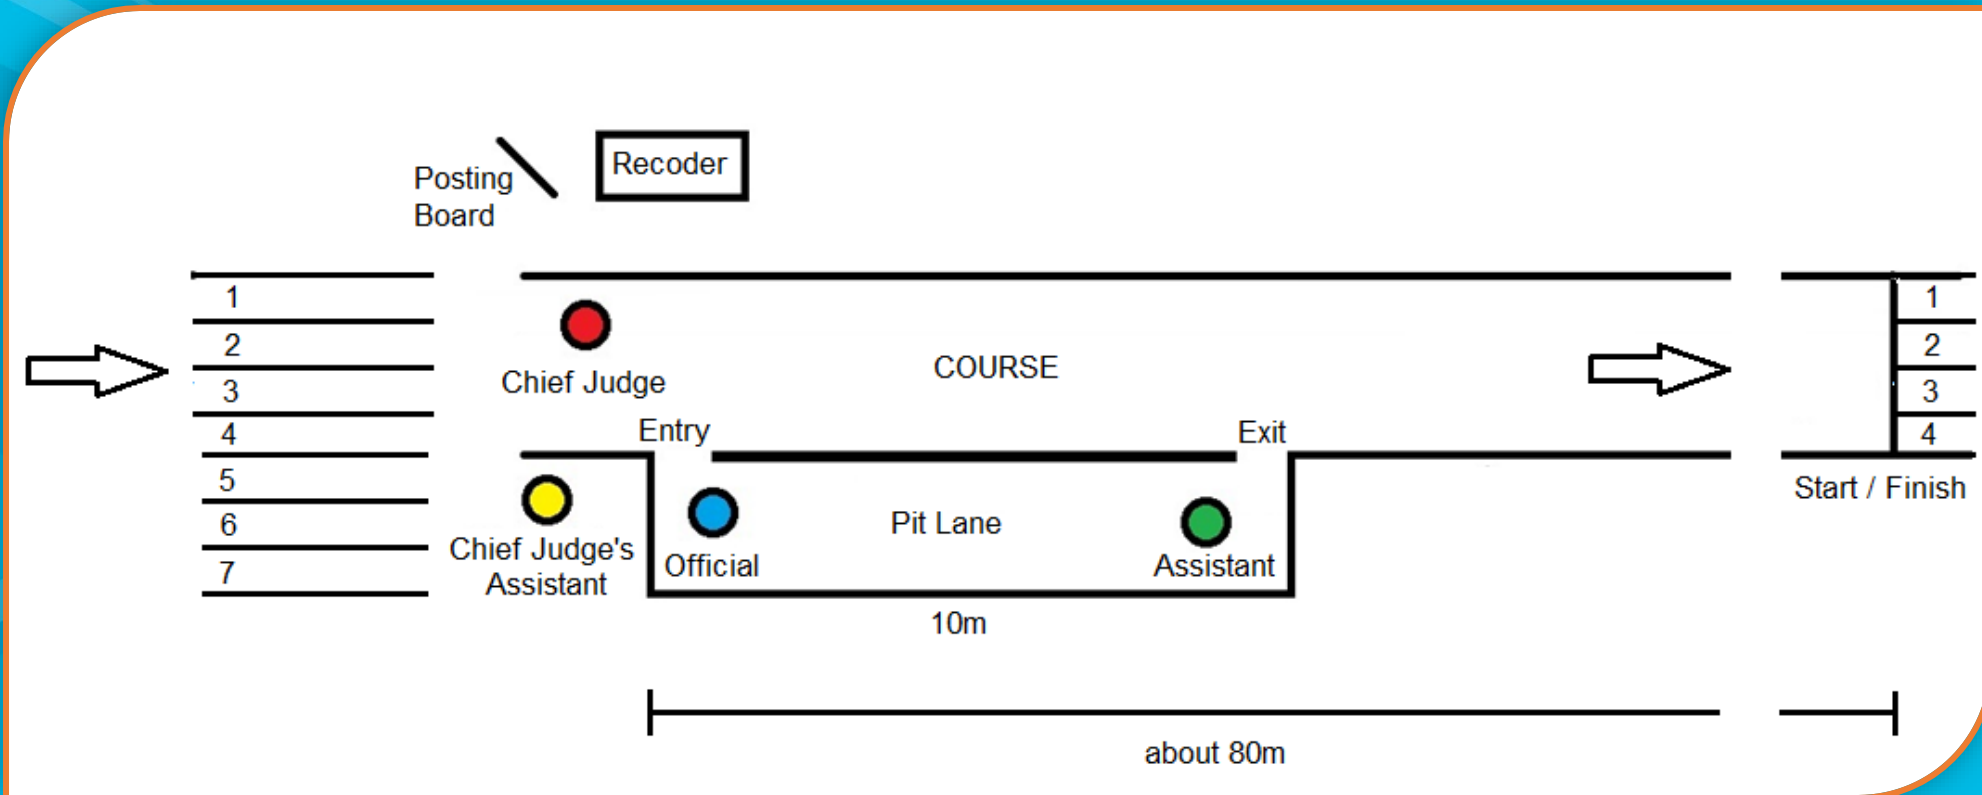 Recoder
Posting
Board
1
2
3
4
5
6
7
Chief Judge
COURSE
Entry
Exit
1
2
3
4
Start / Finish
Chief Judge's
Assistant
Official
Pit Lane
Assistant
10m
about 80m